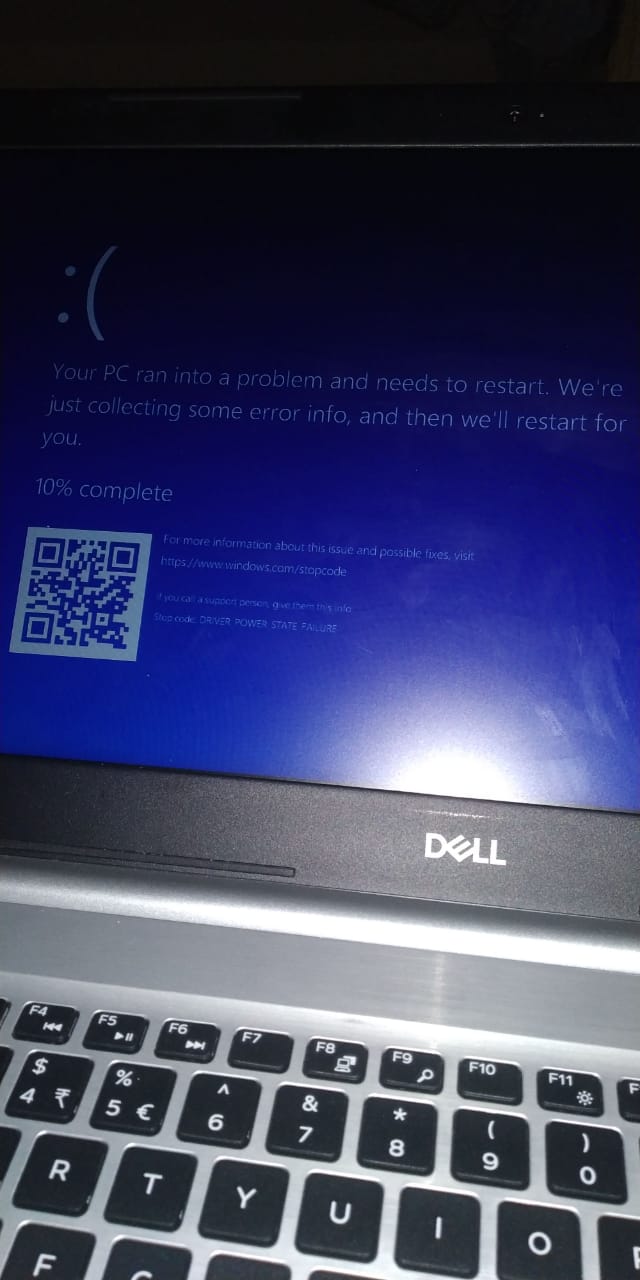 :(
Your PC ran into a problem and needs to restart. We're
just collecting some error info, and then we'll restart for
you.
10% complete
For more information about this issue and possible fixes, visit
https://www.windows.com/stopcode
If you call a support person, give them this info:
Stop code: DRIVER POWER STATE FAILURE
DELL
F4 F5 F6 F7 F8 F9 F10 F11 F
$ 4 ₹ % 5 € ^ 6 & 7 * 8 ( 9 ) 0
R T Y U I O
F